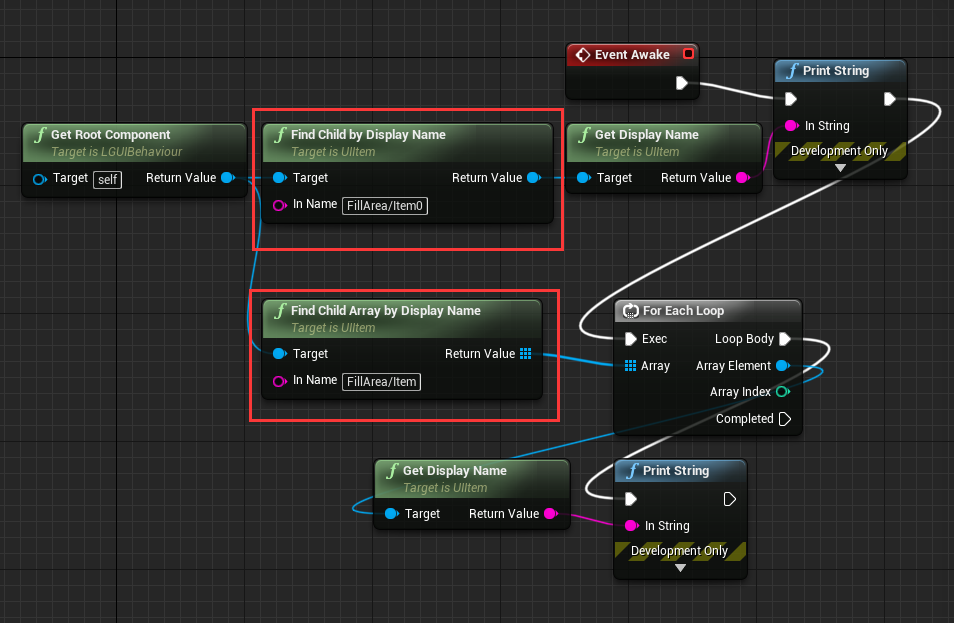 Event Awake
Print String
In String
Development Only
Get Root Component
Target is LGUIBehaviour
Target self Return Value
Find Child by Display Name
Target is UIItem
Target Return Value
In Name FillArea/Item0
Get Display Name
Target is UIItem
Target Return Value
Find Child Array by Display Name
Target is UIItem
Target Return Value
In Name FillArea/Item
For Each Loop
Exec Loop Body
Array Array Element
Array Index
Completed
Get Display Name
Target is UIItem
Target Return Value
Print String
In String
Development Only